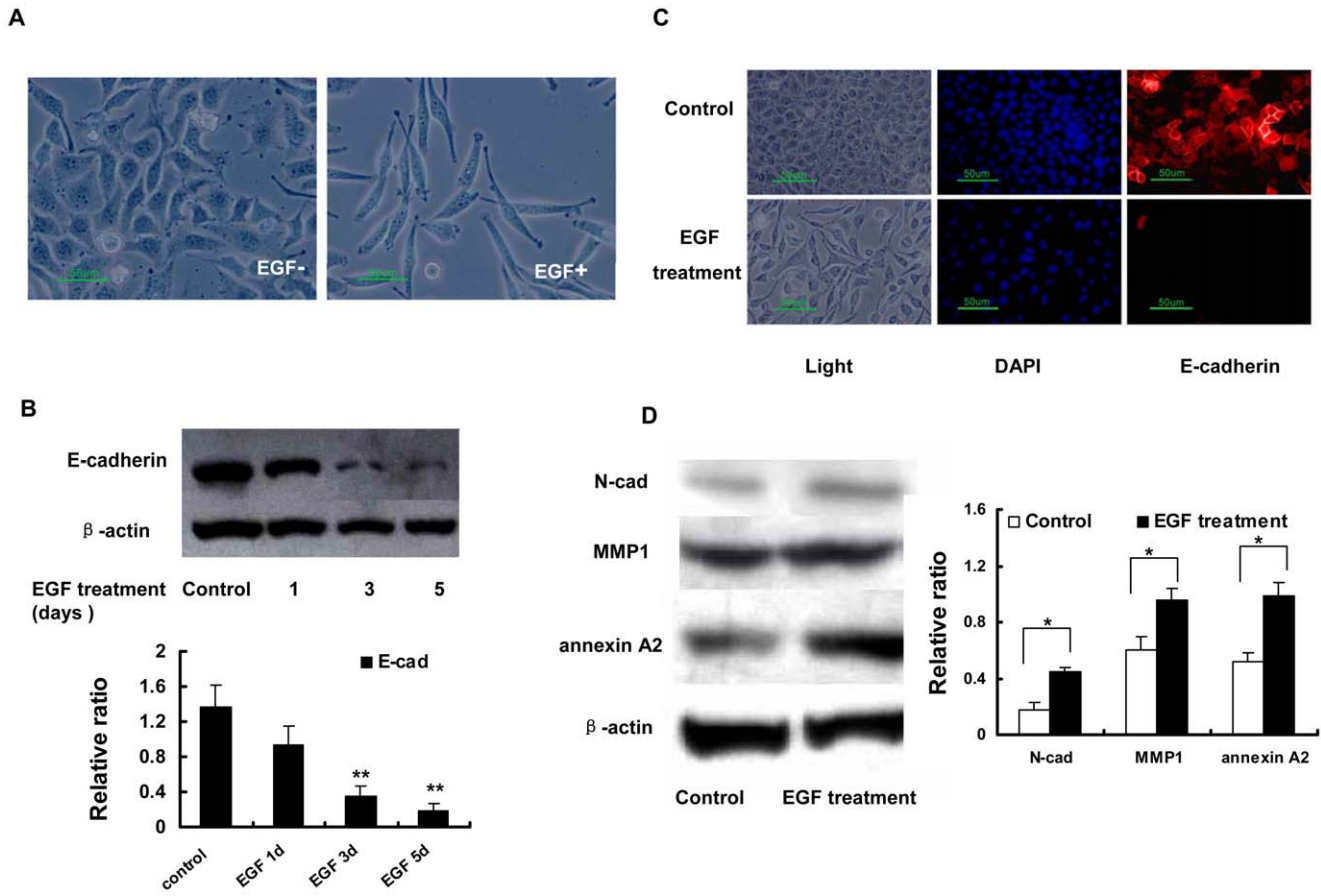 A
50um
EGF-
50um
EGF+
C
Control
50um
50um
50um
EGF
treatment
50um
50um
50um
Light
DAPI
E-cadherin
B
E-cadherin
β-actin
EGF treatment
(days )
Control
1
3
5
E-cad
Relative ratio
2
1.6
1.2
0.8
0.4
0
**
**
control
EGF 1d
EGF 3d
EGF 5d
D
N-cad
MMP1
annexin A2
β-actin
Control
EGF treatment
Control
EGF treatment
Relative ratio
1.6
1.2
0.8
0.4
0
*
*
*
N-cad
MMP1
annexin A2